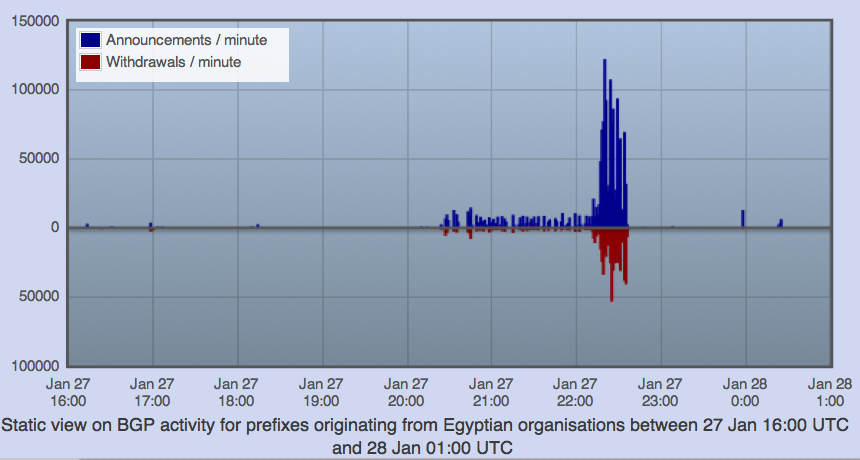 150000
Announcements / minute
Withdrawals / minute
100000
50000
0
50000
100000
Jan 27 Jan 27 Jan 27 Jan 27 Jan 27 Jan 27 Jan 27 Jan 27 Jan 28 Jan 28
16:00 17:00 18:00 19:00 20:00 21:00 22:00 23:00 0:00 1:00
Static view on BGP activity for prefixes originating from Egyptian organisations between 27 Jan 16:00 UTC
and 28 Jan 01:00 UTC